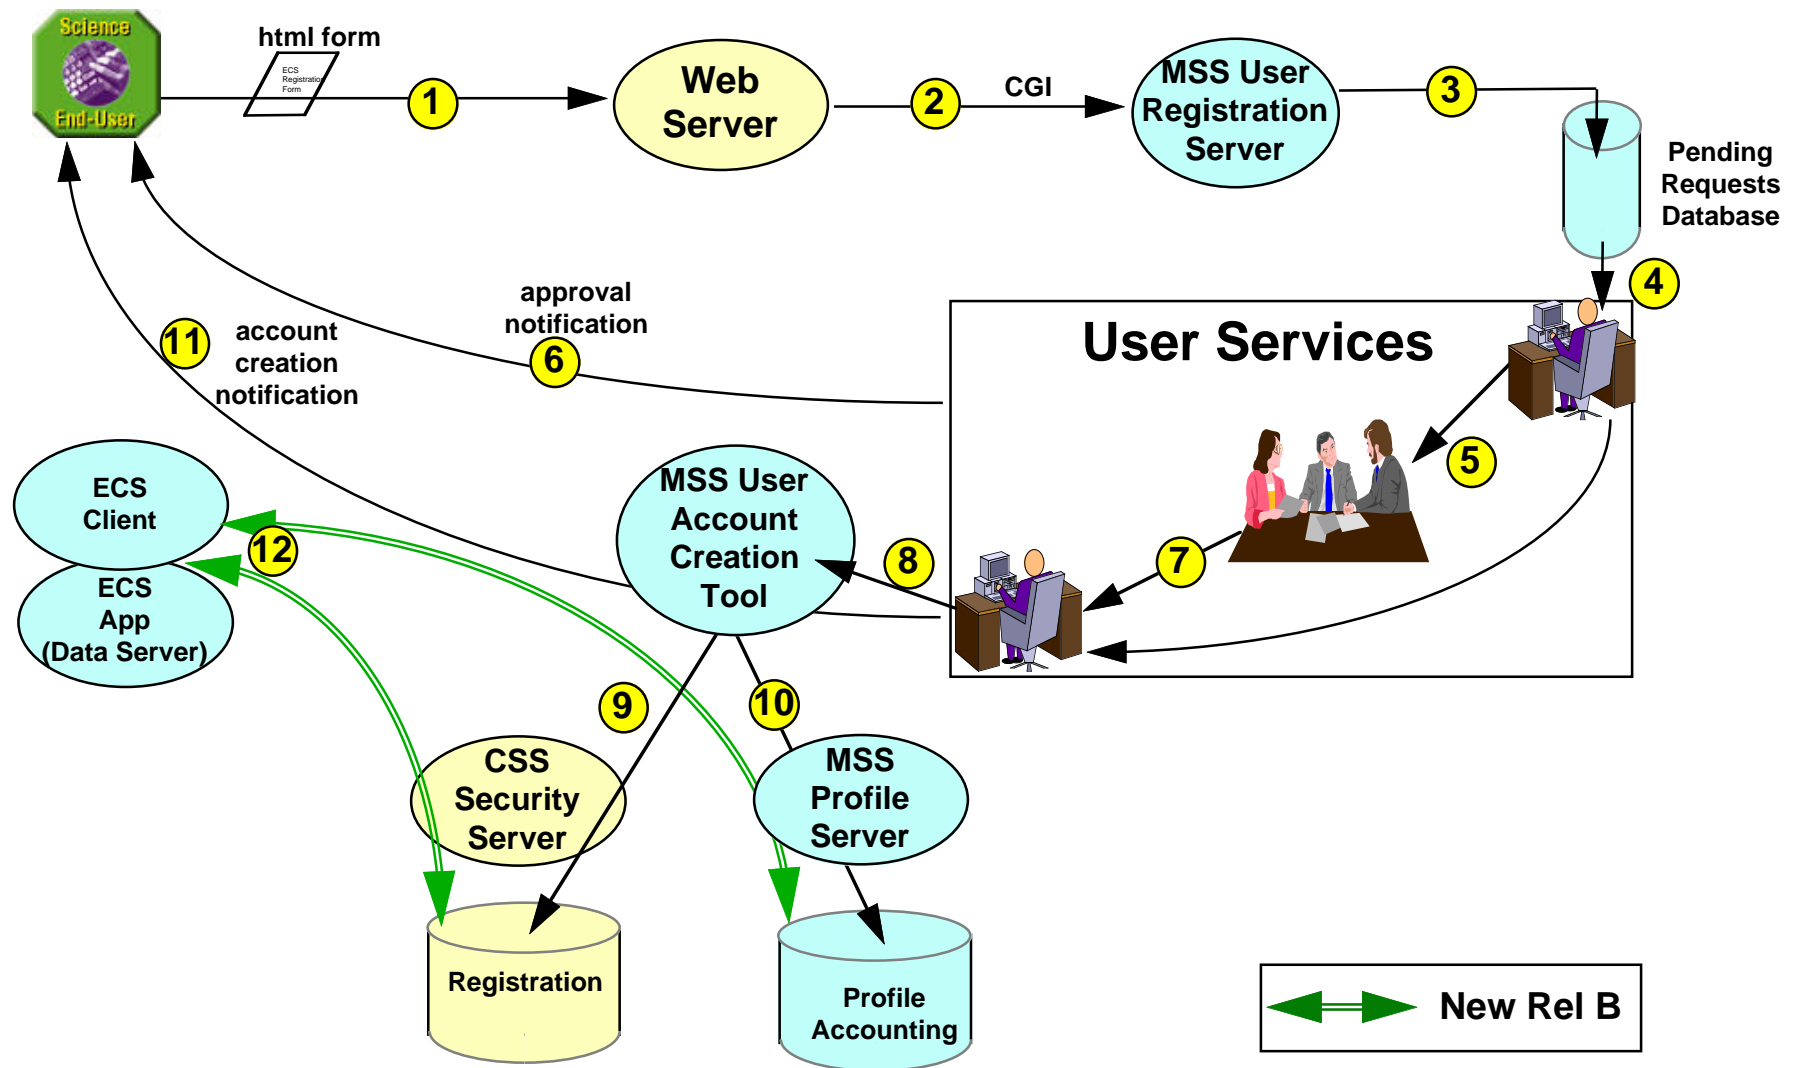 Science
End-User
html form
ECS
Registration
Form
1
Web
Server
2
CGI
MSS User
Registration
Server
3
Pending
Requests
Database
4
User Services
approval
notification
6
11
account
creation
notification
5
ECS
Client
12
ECS
App
(Data Server)
MSS User
Account
Creation
Tool
8
7
9
10
CSS
Security
Server
MSS
Profile
Server
Registration
Profile
Accounting
New Rel B